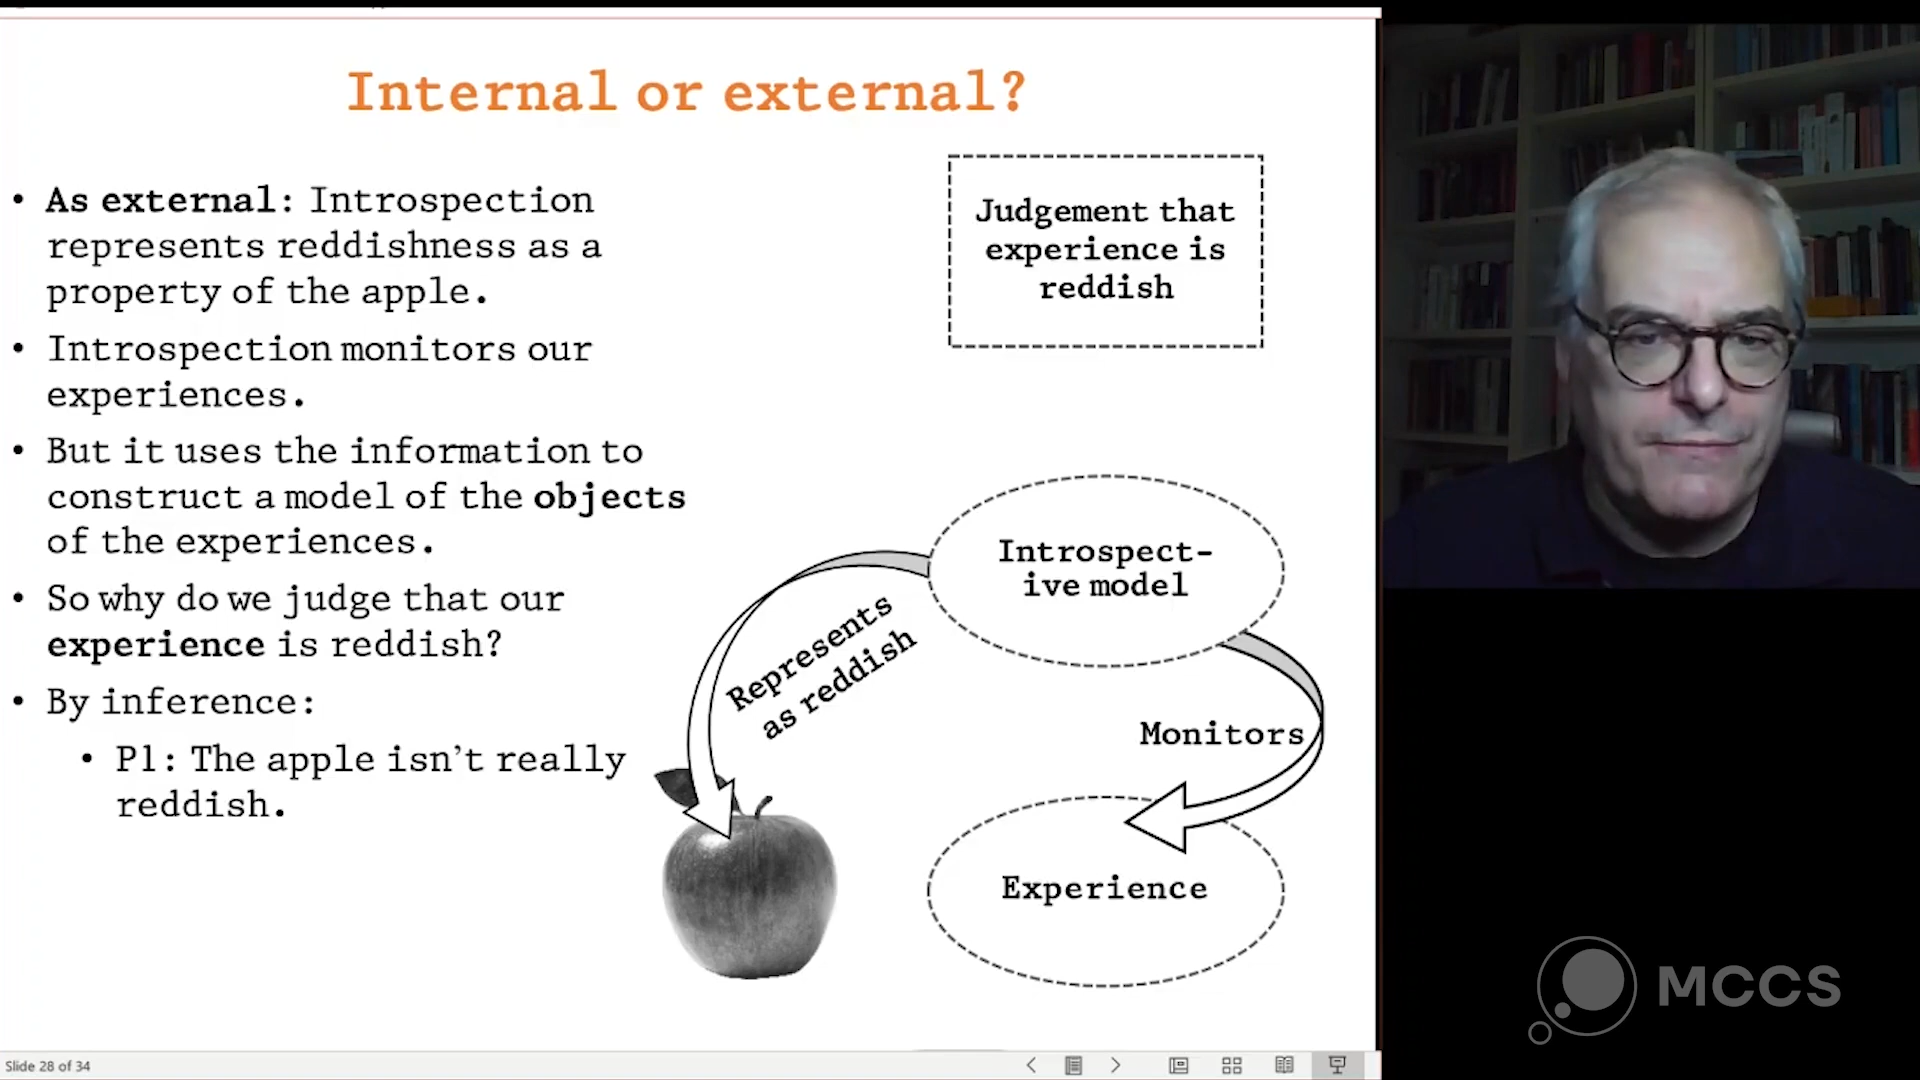 Internal or external?
• As external: Introspection
represents reddishness as a
property of the apple.
• Introspection monitors our
experiences.
• But it uses the information to
construct a model of the objects
of the experiences.
• So why do we judge that our
experience is reddish?
• By inference:
• P1: The apple isn’t really
reddish.
Judgement that
experience is
reddish
Introspect-
ive model
Represents
as reddish
Monitors
Experience
MCCS
Slide 28 of 34